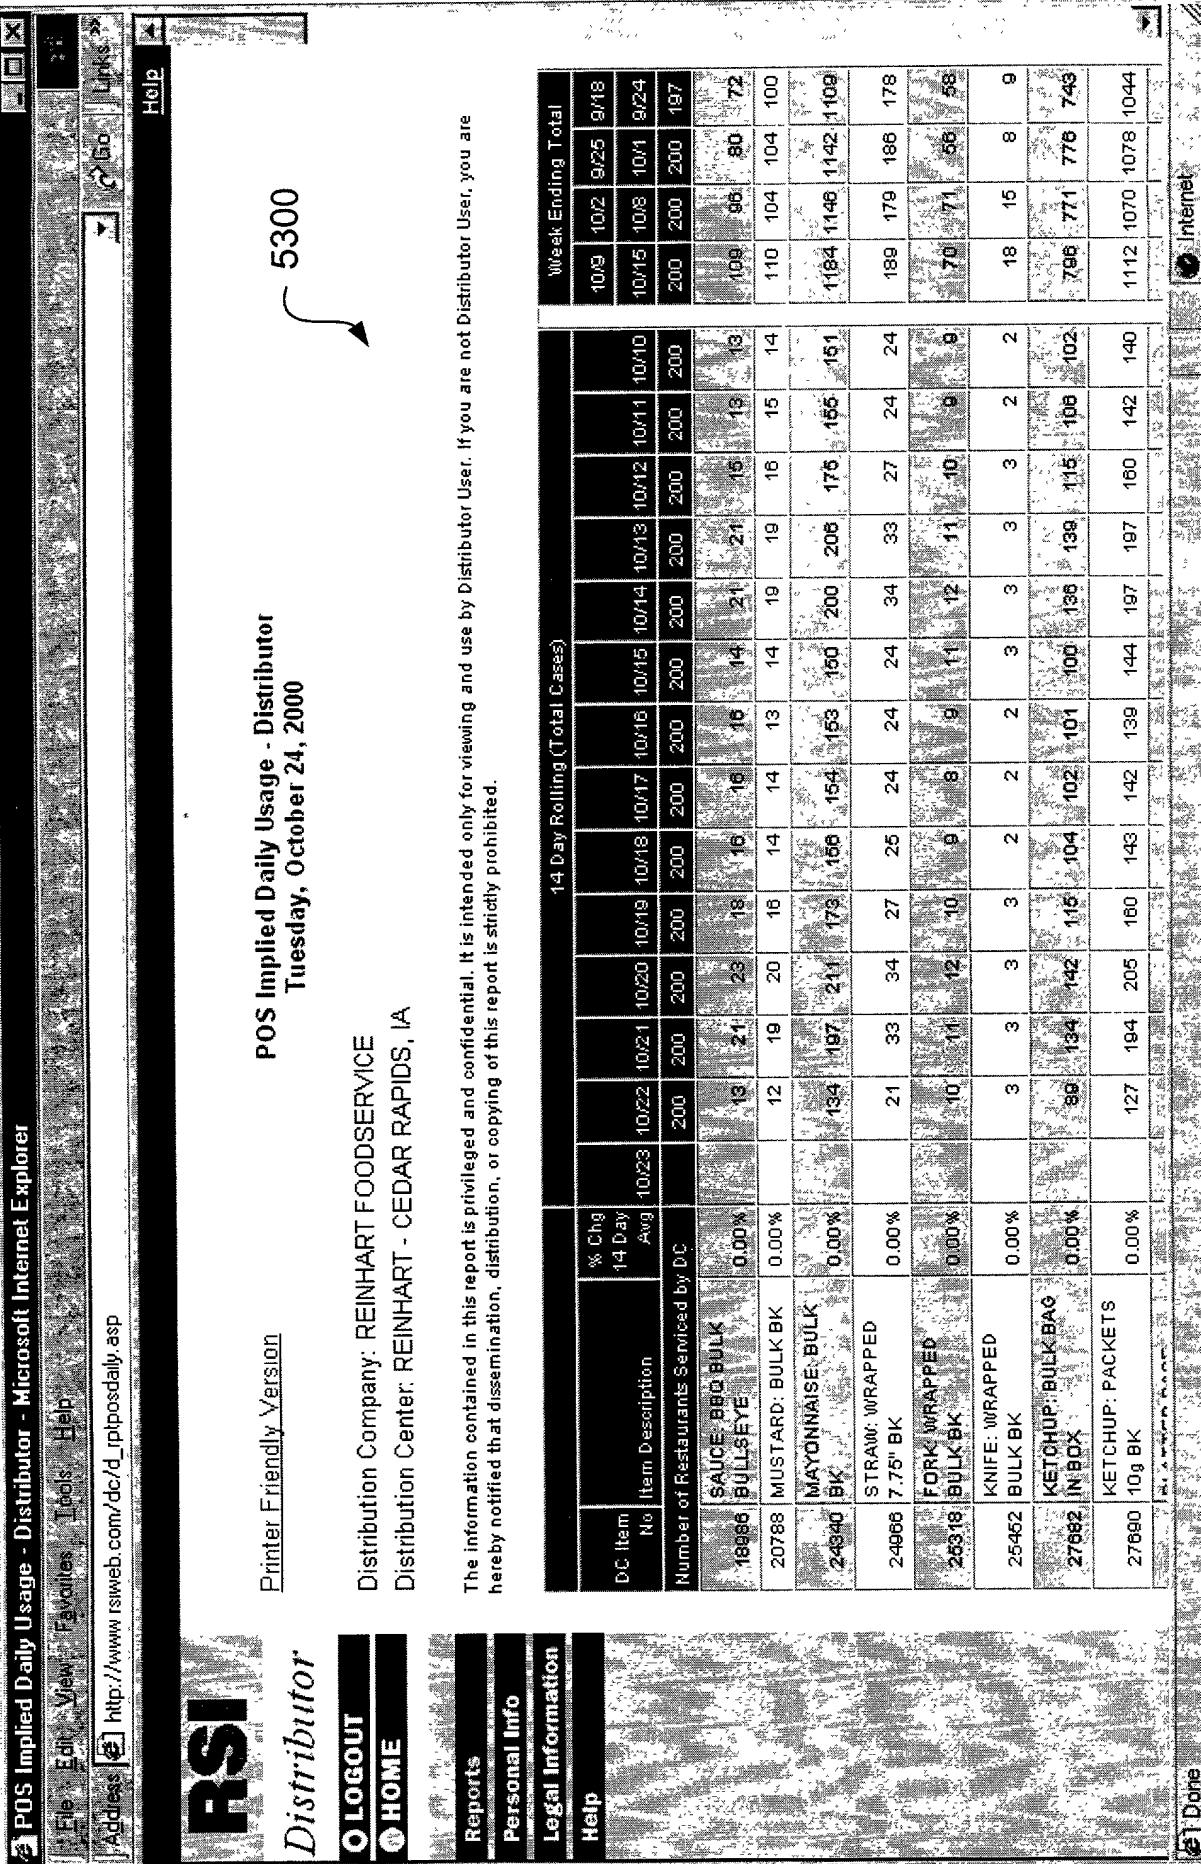 POS Implied Daily Usage - Distributor - Microsoft Internet Explorer
File Edit View Favorites Tools Help
Address http://www.rsiweb.com/dc/d_rptposdaily.asp Go Links »
Help
RSI
Distributor
LOGOUT
HOME
Reports
Personal Info
Legal Information
Help
Printer Friendly Version
POS Implied Daily Usage - Distributor
Tuesday, October 24, 2000
5300
Distribution Company: REINHART FOODSERVICE
Distribution Center: REINHART - CEDAR RAPIDS, IA
The information contained in this report is privileged and confidential. It is intended only for viewing and use by Distributor User. If you are not Distributor User, you are
hereby notified that dissemination, distribution, or copying of this report is strictly prohibited.
14 Day Rolling (Total Cases) Week Ending Total
% Chg 10/9 10/2 9/25 9/18
DC Item 14 Day
No Item Description Avg 10/23 10/22 10/21 10/20 10/19 10/18 10/17 10/16 10/15 10/14 10/13 10/12 10/11 10/10 10/15 10/8 10/1 9/24
Number of Restaurants Serviced by DC 200 200 200 200 200 200 200 200 200 200 200 200 200 200 200 200 197
SAUCE: BBQ BULK
18986 BULLSEYE 0.00% 13 21 23 18 16 16 16 14 21 21 15 13 13 109 96 80 72
20788 MUSTARD: BULK BK 0.00% 12 19 20 16 14 14 13 14 19 19 16 15 14 110 104 104 100
MAYONNAISE: BULK
24340 BK 0.00% 134 197 211 173 156 154 153 150 200 206 175 155 151 1184 1146 1142 1109
STRAW: WRAPPED
24966 7.75" BK 0.00% 21 33 34 27 25 24 24 24 34 33 27 24 24 189 179 186 178
FORK: WRAPPED
25318 BULK BK 0.00% 10 11 12 10 9 8 9 11 12 11 10 9 9 70 71 56 58
KNIFE: WRAPPED
25452 BULK BK 0.00% 3 3 3 3 2 2 2 3 3 3 3 2 2 18 15 8 9
KETCHUP: BULK BAG
27682 IN BOX 0.00% 89 134 142 115 104 102 101 100 136 139 115 106 102 796 771 776 743
KETCHUP: PACKETS
27690 10g BK 0.00% 127 194 205 160 143 142 139 144 197 197 160 142 140 1112 1070 1078 1044
Done Internet